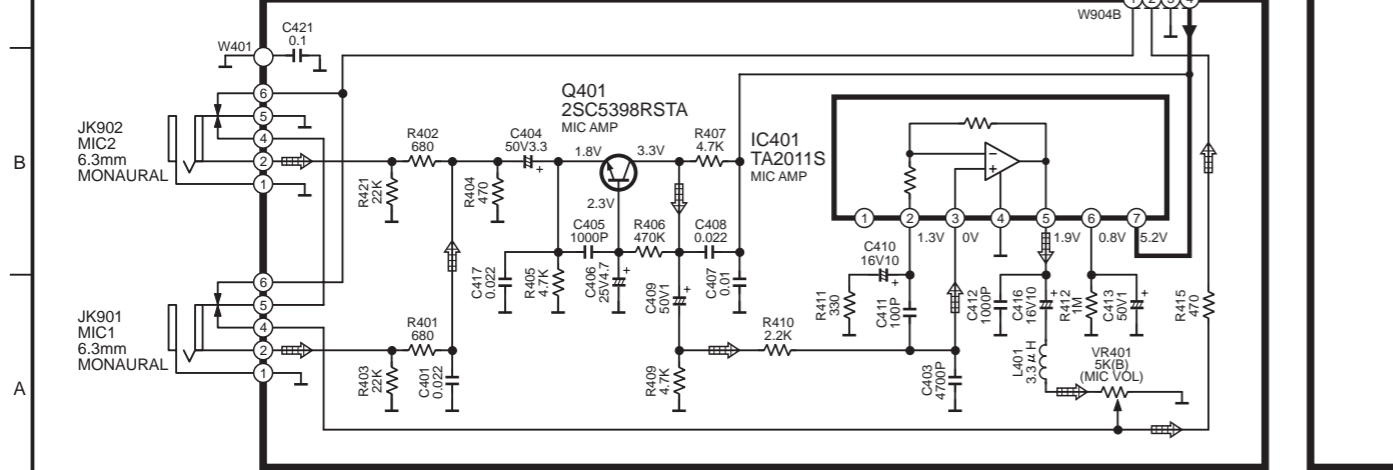 1 2 3 4
W904B
C421
0.1
W401
6
5
4
2
1
JK902
MIC2
6.3mm
MONAURAL
B
R402
680
C404
50V3.3
+
Q401
2SC5398RSTA
MIC AMP
1.8V
3.3V
2.3V
R407
4.7K
IC401
TA2011S
MIC AMP
R421
22K
R404
470
C405
1000P
R406
470K
C408
0.022
−
+
1 2 3 4 5 6 7
1.3V
0V
1.9V
0.8V
5.2V
C410
16V10
+
C417
0.022
R405
4.7K
C406
25V4.7
+
C409
50V1
+
C407
0.01
R411
330
C411
100P
C412
1000P
C416
16V10
+
R412
1M
C413
50V1
+
R415
470
6
5
4
2
1
JK901
MIC1
6.3mm
MONAURAL
A
R401
680
R403
22K
C401
0.022
R409
4.7K
R410
2.2K
C403
4700P
L401
3.3μH
VR401
5K(B)
(MIC VOL)